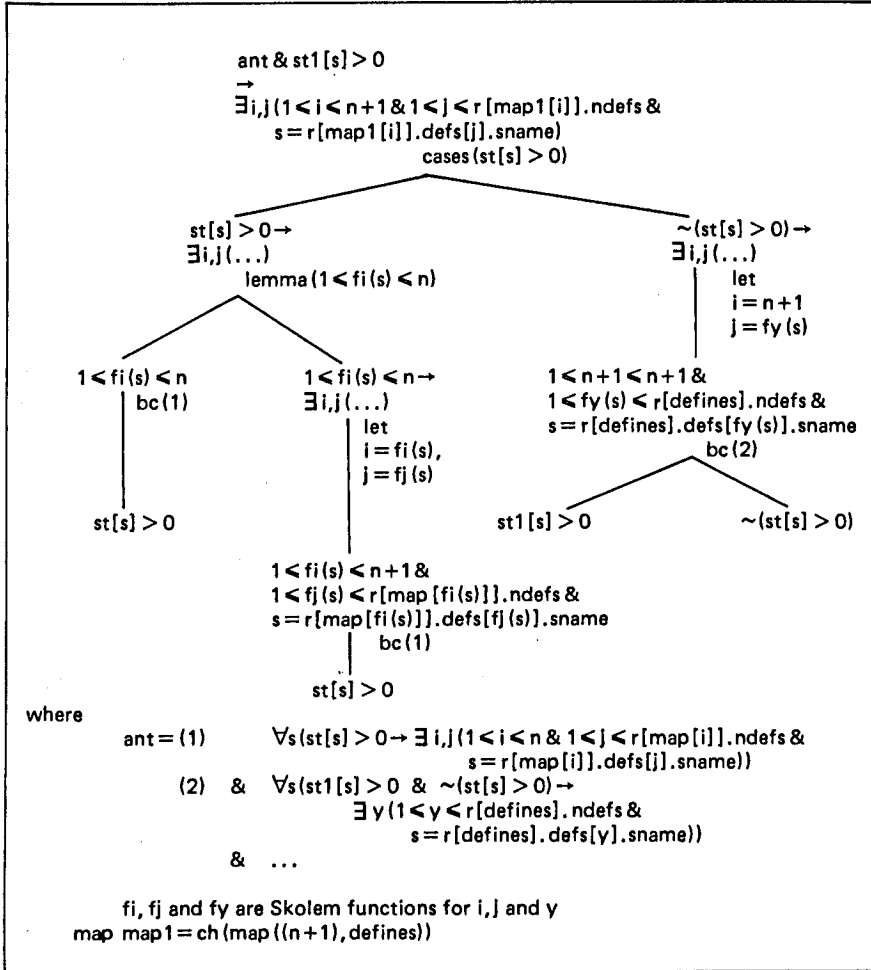 ant & st1[s] > 0
→
∃i,j(1⩽i⩽n+1 & 1⩽j⩽r[map1[i]].ndefs &
s=r[map1[i]].defs[j].sname)
cases(st[s] > 0)
st[s] > 0→
∃i,j(...)
lemma(1⩽fi(s)⩽n)
~(st[s] > 0)→
∃i,j(...)
let
i=n+1
j=fy(s)
1⩽fi(s)⩽n
bc(1)
1⩽fi(s)⩽n→
∃i,j(...)
let
i=fi(s),
j=fj(s)
1⩽n+1⩽n+1 &
1⩽fy(s)⩽r[defines].ndefs &
s=r[defines].defs[fy(s)].sname
bc(2)
st[s] > 0
st1[s] > 0
~(st[s] > 0)
1⩽fi(s)⩽n+1 &
1⩽fj(s)⩽r[map[fi(s)]].ndefs &
s=r[map[fi(s)]].defs[fj(s)].sname
bc(1)
st[s] > 0
where
ant = (1) ∀s(st[s] > 0→ ∃i,j(1⩽i⩽n & 1⩽j⩽r[map[i]].ndefs &
s=r[map[i]].defs[j].sname))
(2) & ∀s(st1[s] > 0 & ~(st[s] > 0)→
∃y(1⩽y⩽r[defines].ndefs &
s=r[defines].defs[y].sname))
& ...
fi, fj and fy are Skolem functions for i,j and y
map map1=ch(map((n+1),defines))